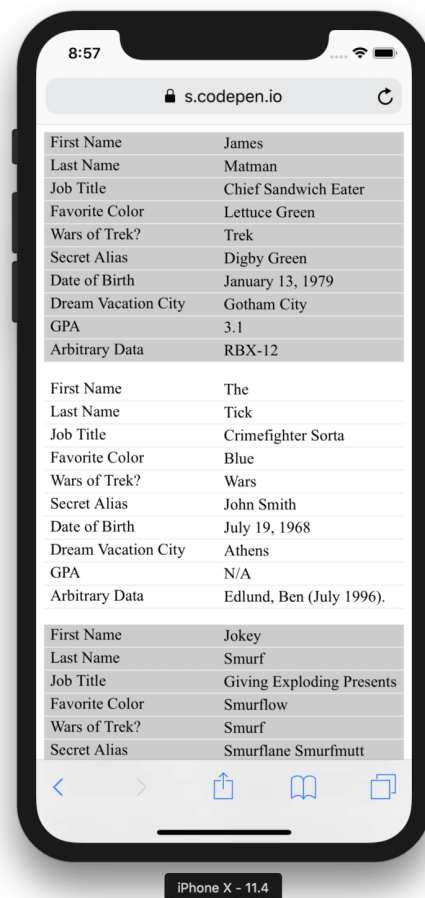 8:57
s.codepen.io
First Name James
Last Name Matman
Job Title Chief Sandwich Eater
Favorite Color Lettuce Green
Wars of Trek? Trek
Secret Alias Digby Green
Date of Birth January 13, 1979
Dream Vacation City Gotham City
GPA 3.1
Arbitrary Data RBX-12
First Name The
Last Name Tick
Job Title Crimefighter Sorta
Favorite Color Blue
Wars of Trek? Wars
Secret Alias John Smith
Date of Birth July 19, 1968
Dream Vacation City Athens
GPA N/A
Arbitrary Data Edlund, Ben (July 1996).
First Name Jokey
Last Name Smurf
Job Title Giving Exploding Presents
Favorite Color Smurflow
Wars of Trek? Smurf
Secret Alias Smurflane Smurfmutt
iPhone X - 11.4